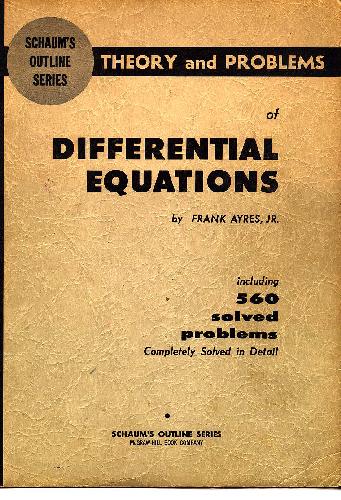 SCHAUM'S
OUTLINE
SERIES
THEORY and PROBLEMS
of
DIFFERENTIAL
EQUATIONS
by FRANK AYRES, JR.
including
560
solved
problems
Completely Solved in Detail
SCHAUM'S OUTLINE SERIES
McGRAW-HILL BOOK COMPANY